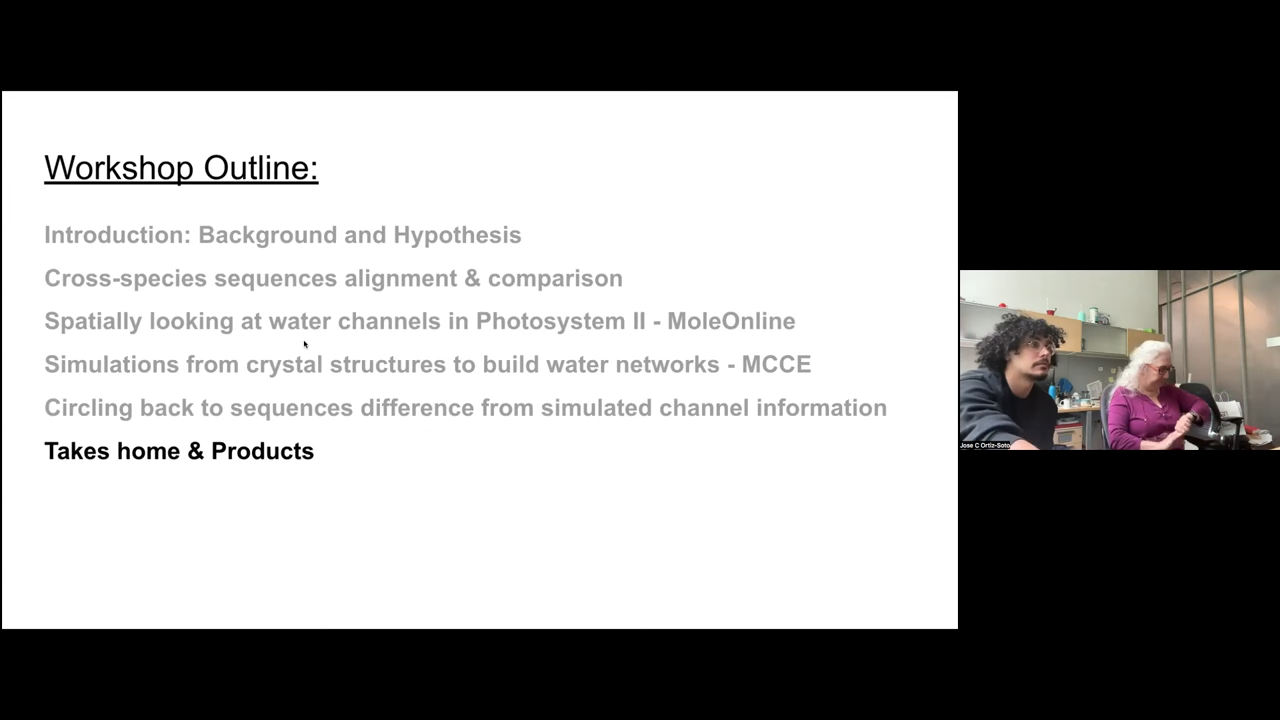 Workshop Outline:
Introduction: Background and Hypothesis
Cross-species sequences alignment & comparison
Spatially looking at water channels in Photosystem II - MoleOnline
Simulations from crystal structures to build water networks - MCCE
Circling back to sequences difference from simulated channel information
Takes home & Products
Jose C Ortiz-Soto